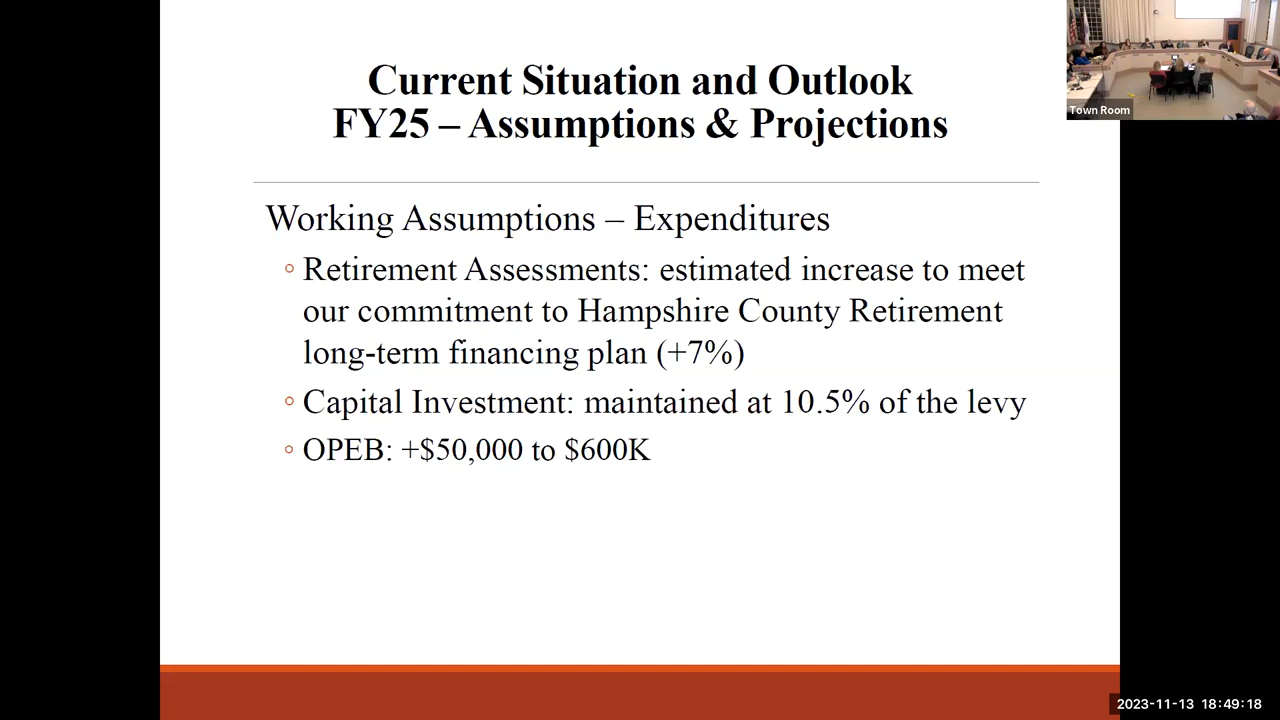 Current Situation and Outlook
FY25 – Assumptions & Projections
Town Room
Working Assumptions – Expenditures
◦ Retirement Assessments: estimated increase to meet
our commitment to Hampshire County Retirement
long-term financing plan (+7%)
◦ Capital Investment: maintained at 10.5% of the levy
◦ OPEB: +$50,000 to $600K
2023-11-13 18:49:18